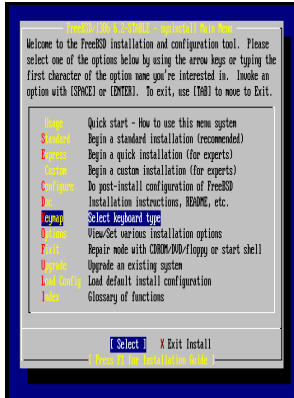 FreeBSD/i386 6.2-STABLE - sysinstall Main Menu
Welcome to the FreeBSD installation and configuration tool. Please
select one of the options below by using the arrow keys or typing the
first character of the option name you're interested in. Invoke an
option with [SPACE] or [ENTER]. To exit, use [TAB] to move to Exit.
Usage Quick start - How to use this menu system
Standard Begin a standard installation (recommended)
Express Begin a quick installation (for experts)
Custom Begin a custom installation (for experts)
Configure Do post-install configuration of FreeBSD
Doc Installation instructions, README, etc.
Keymap Select keyboard type
Options View/Set various installation options
Fixit Repair mode with CDROM/DVD/floppy or start shell
Upgrade Upgrade an existing system
Load Config Load default install configuration
Index Glossary of functions
[ Select ] X Exit Install
[ Press F1 for Installation Guide ]